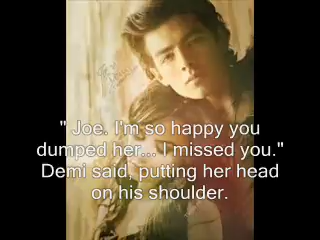 " Joe. I'm so happy you
dumped her... I missed you."
Demi said, putting her head
on his shoulder.